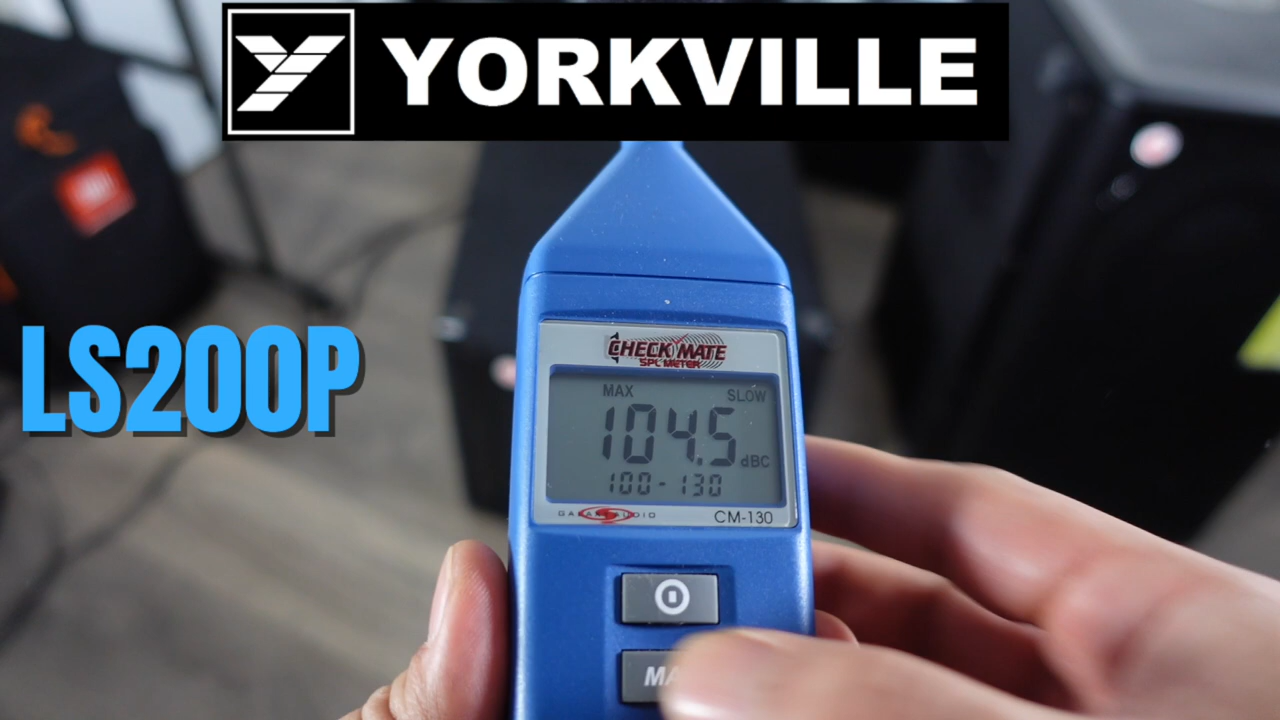 YORKVILLE
LS200P
CHECK MATE
SPL METER
MAX SLOW
104.5 dBC
100 - 130
CM-130